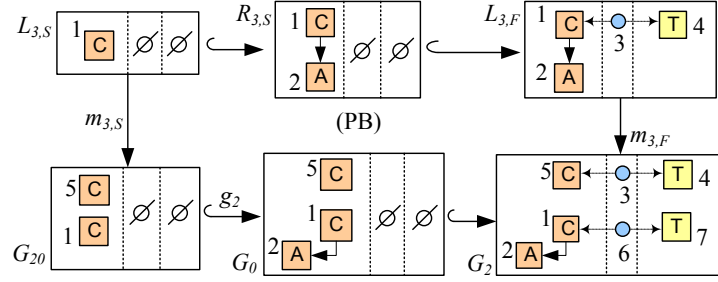 L3,S 1 C ∅ ∅
R3,S 1 C 2 A ∅ ∅
L3,F 1 C 3 T 4
2 A
m3,S (PB) m3,F
G20 5 C 1 C ∅ ∅
g2
G0 5 C 1 C 2 A ∅ ∅
G2 5 C 3 T 4
1 C 6 T 7
2 A